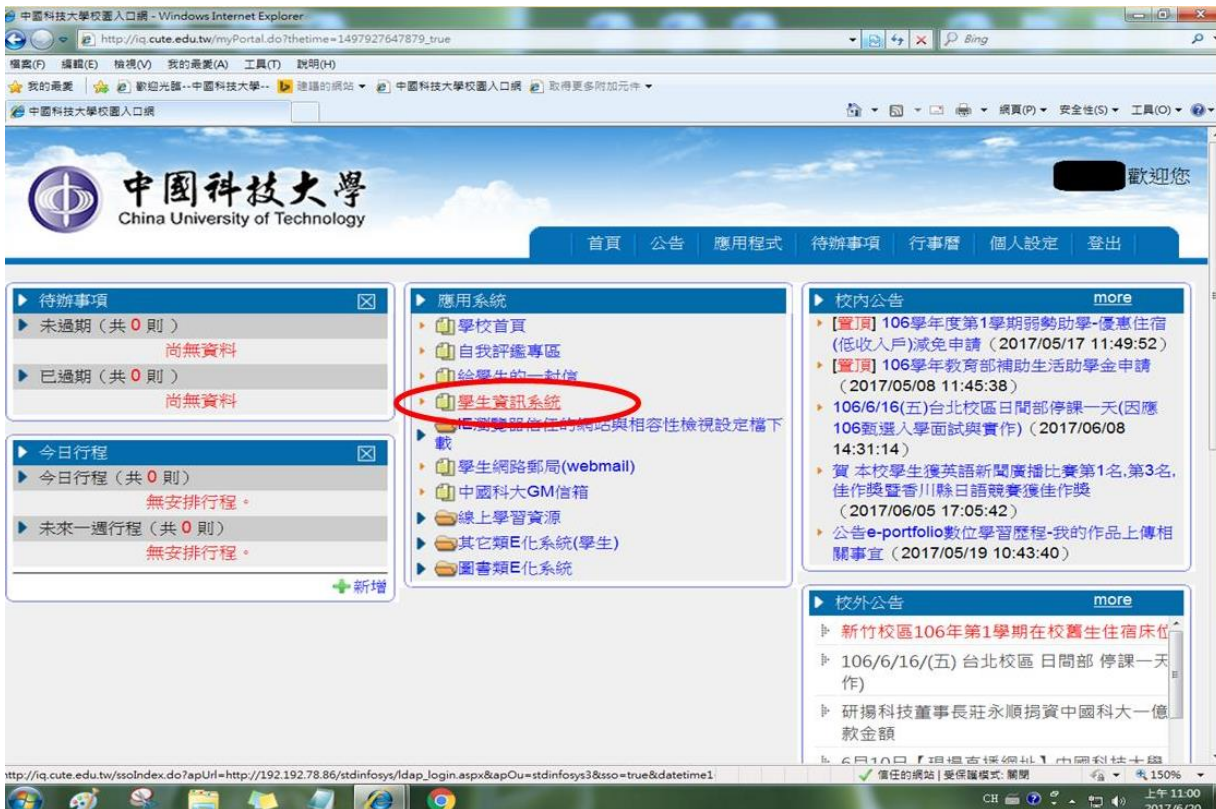 中國科技大學校園入口網 - Windows Internet Explorer
http://iq.cute.edu.tw/myPortal.do?thetime=1497927647879_true
Bing
檔案(F) 編輯(E) 檢視(V) 我的最愛(A) 工具(T) 說明(H)
我的最愛 歡迎光臨--中國科技大學-- 建議的網站 中國科技大學校園入口網 取得更多附加元件
中國科技大學校園入口網
網頁(P) 安全性(S) 工具(O)
中國科技大學
China University of Technology
歡迎您
首頁 公告 應用程式 待辦事項 行事曆 個人設定 登出
待辦事項
未過期（共 0 則 ）
尚無資料
已過期（共 0 則 ）
尚無資料
今日行程
今日行程（共 0 則）
無安排行程。
未來一週行程（共 0 則）
無安排行程。
新增
應用系統
學校首頁
自我評鑑專區
給學生的一封信
學生資訊系統
IE瀏覽器信任的網站與相容性檢視設定檔下
載
學生網路郵局(webmail)
中國科大GM信箱
線上學習資源
其它類E化系統(學生)
圖書類E化系統
校內公告 more
[置頂] 106學年度第1學期弱勢助學-優惠住宿
(低收入戶)減免申請（2017/05/17 11:49:52）
[置頂] 106學年教育部補助生活助學金申請
（2017/05/08 11:45:38）
106/6/16(五)台北校區日間部停課一天(因應
106甄選入學面試與實作)（2017/06/08
14:31:14）
賀 本校學生獲英語新聞廣播比賽第1名,第3名,
佳作獎暨香川縣日語競賽獲佳作獎
（2017/06/05 17:05:42）
公告e-portfolio數位學習歷程-我的作品上傳相
關事宜（2017/05/19 10:43:40）
校外公告 more
新竹校區106年第1學期在校舊生住宿床位
106/6/16/(五) 台北校區 日間部 停課一天
作)
研揚科技董事長莊永順捐資中國科大一億
款金額
6月10日【現場直播網址】中國科技大學
http://iq.cute.edu.tw/ssoIndex.do?apUrl=http://192.192.78.86/stdinfosys/ldap_login.aspx&apOu=stdinfosys3&sso=true&datetime1
信任的網站 | 受保護模式: 關閉
150%
CH
上午 11:00
2017/6/20